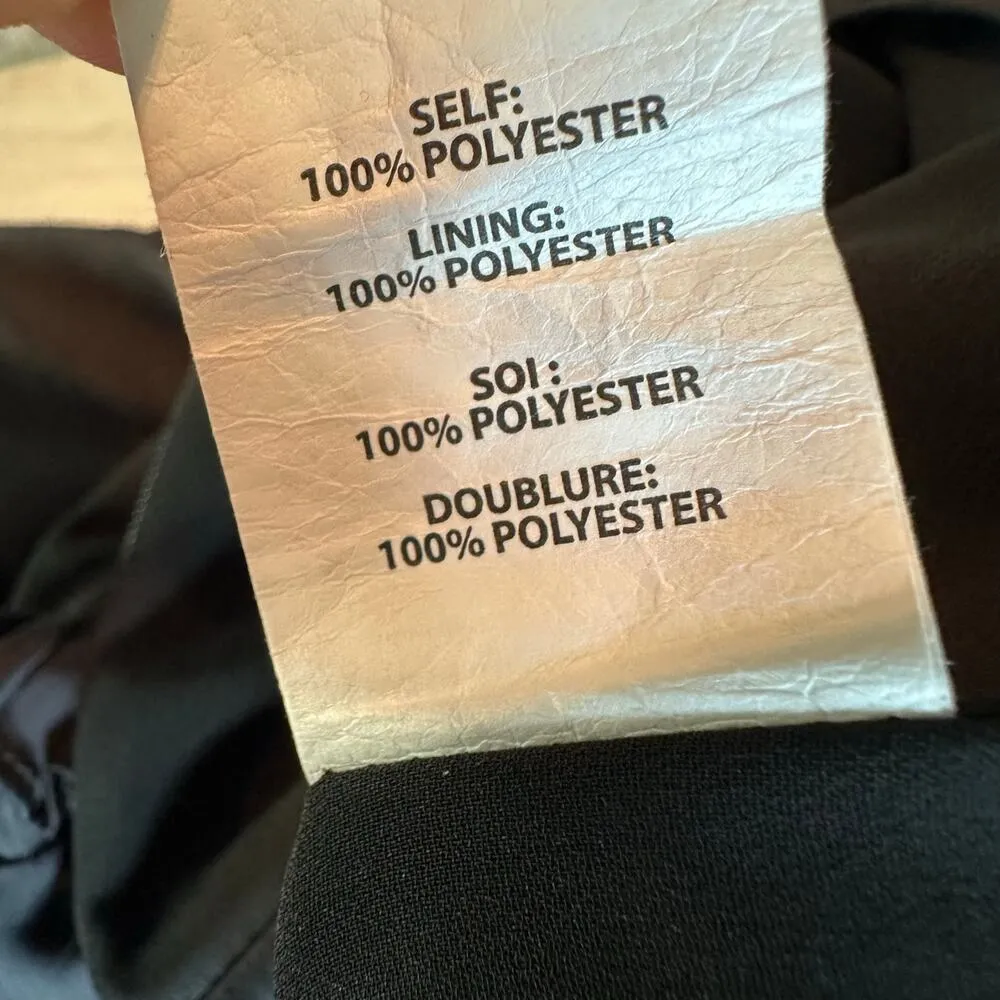 SELF:
100% POLYESTER
LINING:
100% POLYESTER
SOI :
100% POLYESTER
DOUBLURE:
100% POLYESTER